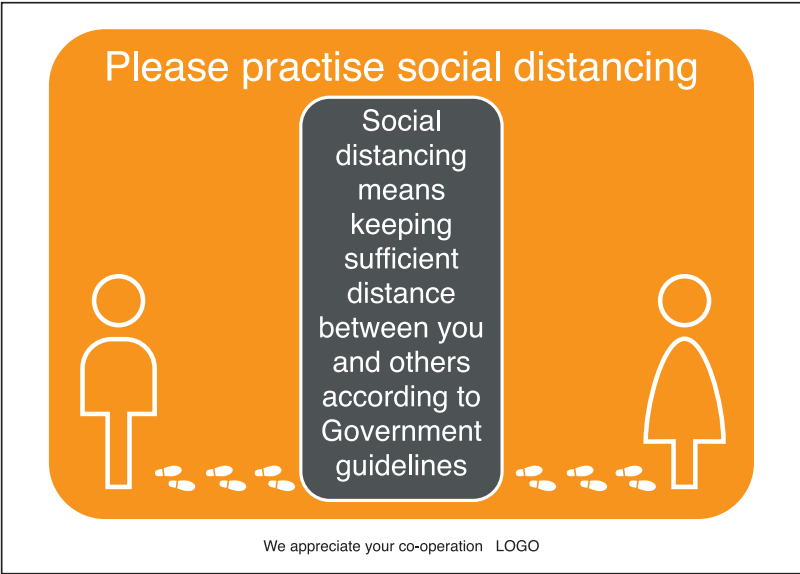 Please practise social distancing
Social
distancing
means
keeping
sufficient
distance
between you
and others
according to
Government
guidelines
We appreciate your co-operation LOGO